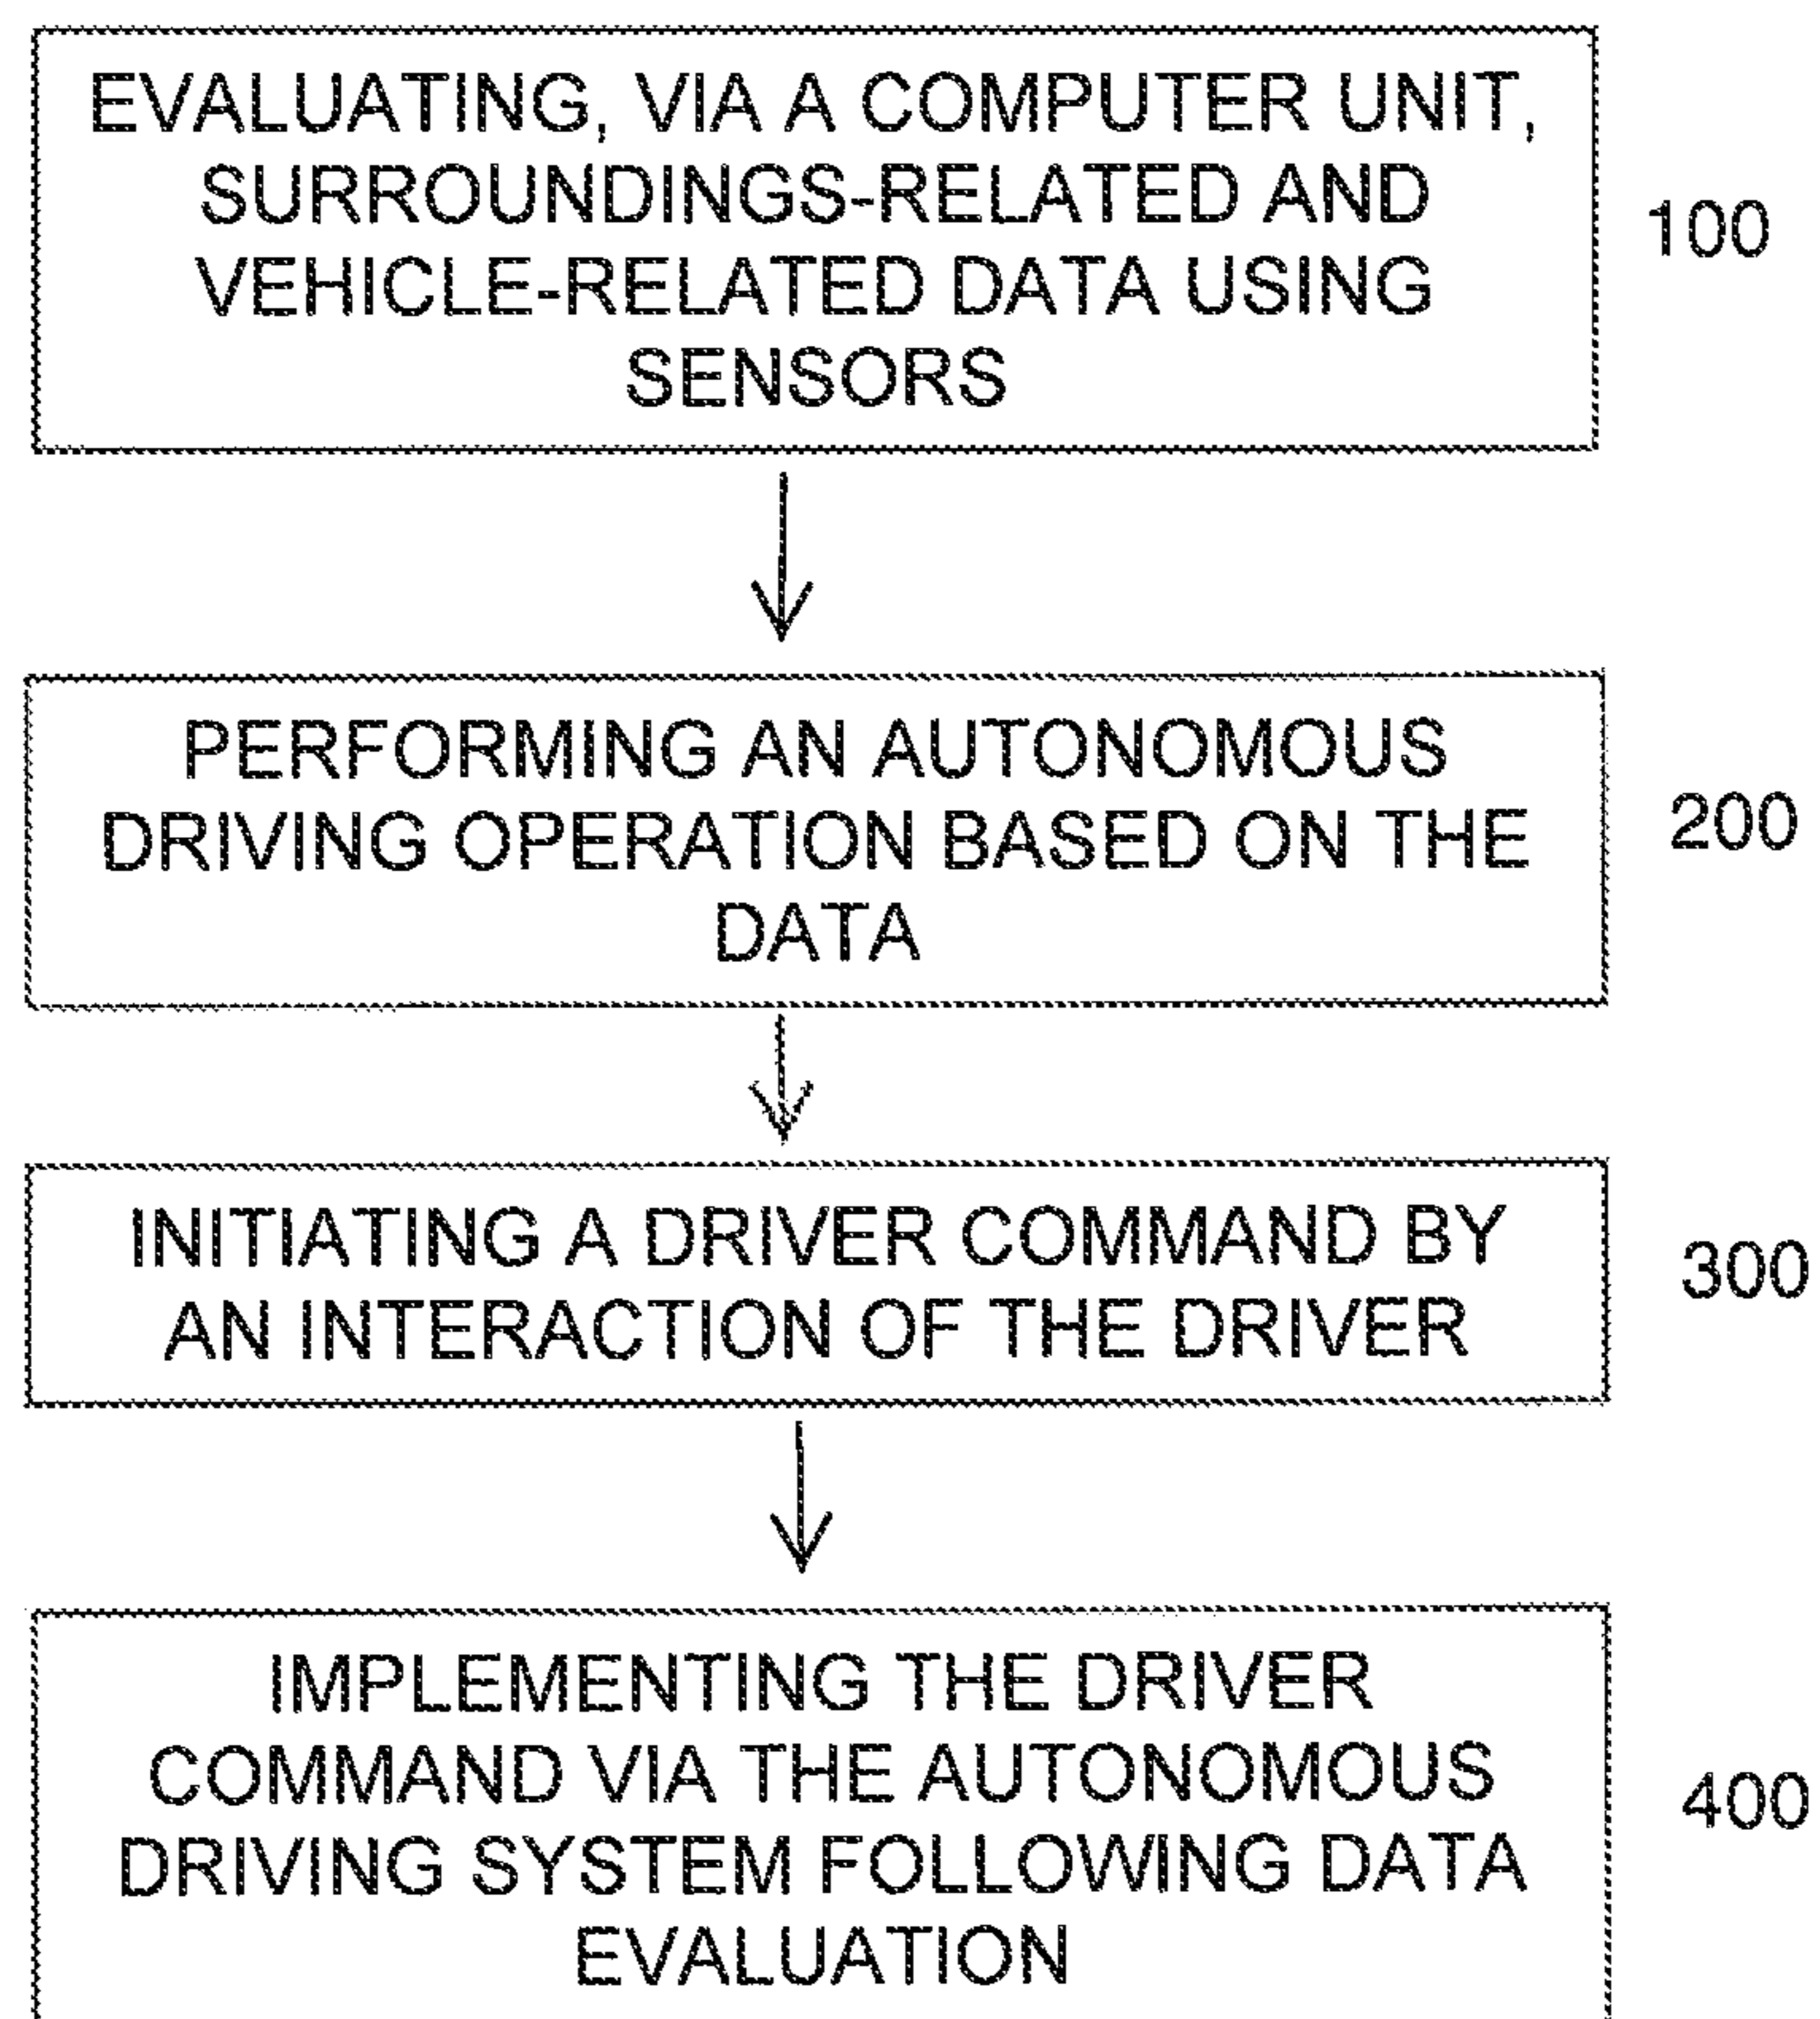 EVALUATING, VIA A COMPUTER UNIT,
SURROUNDINGS-RELATED AND
VEHICLE-RELATED DATA USING
SENSORS
100
PERFORMING AN AUTONOMOUS
DRIVING OPERATION BASED ON THE
DATA
200
INITIATING A DRIVER COMMAND BY
AN INTERACTION OF THE DRIVER
300
IMPLEMENTING THE DRIVER
COMMAND VIA THE AUTONOMOUS
DRIVING SYSTEM FOLLOWING DATA
EVALUATION
400